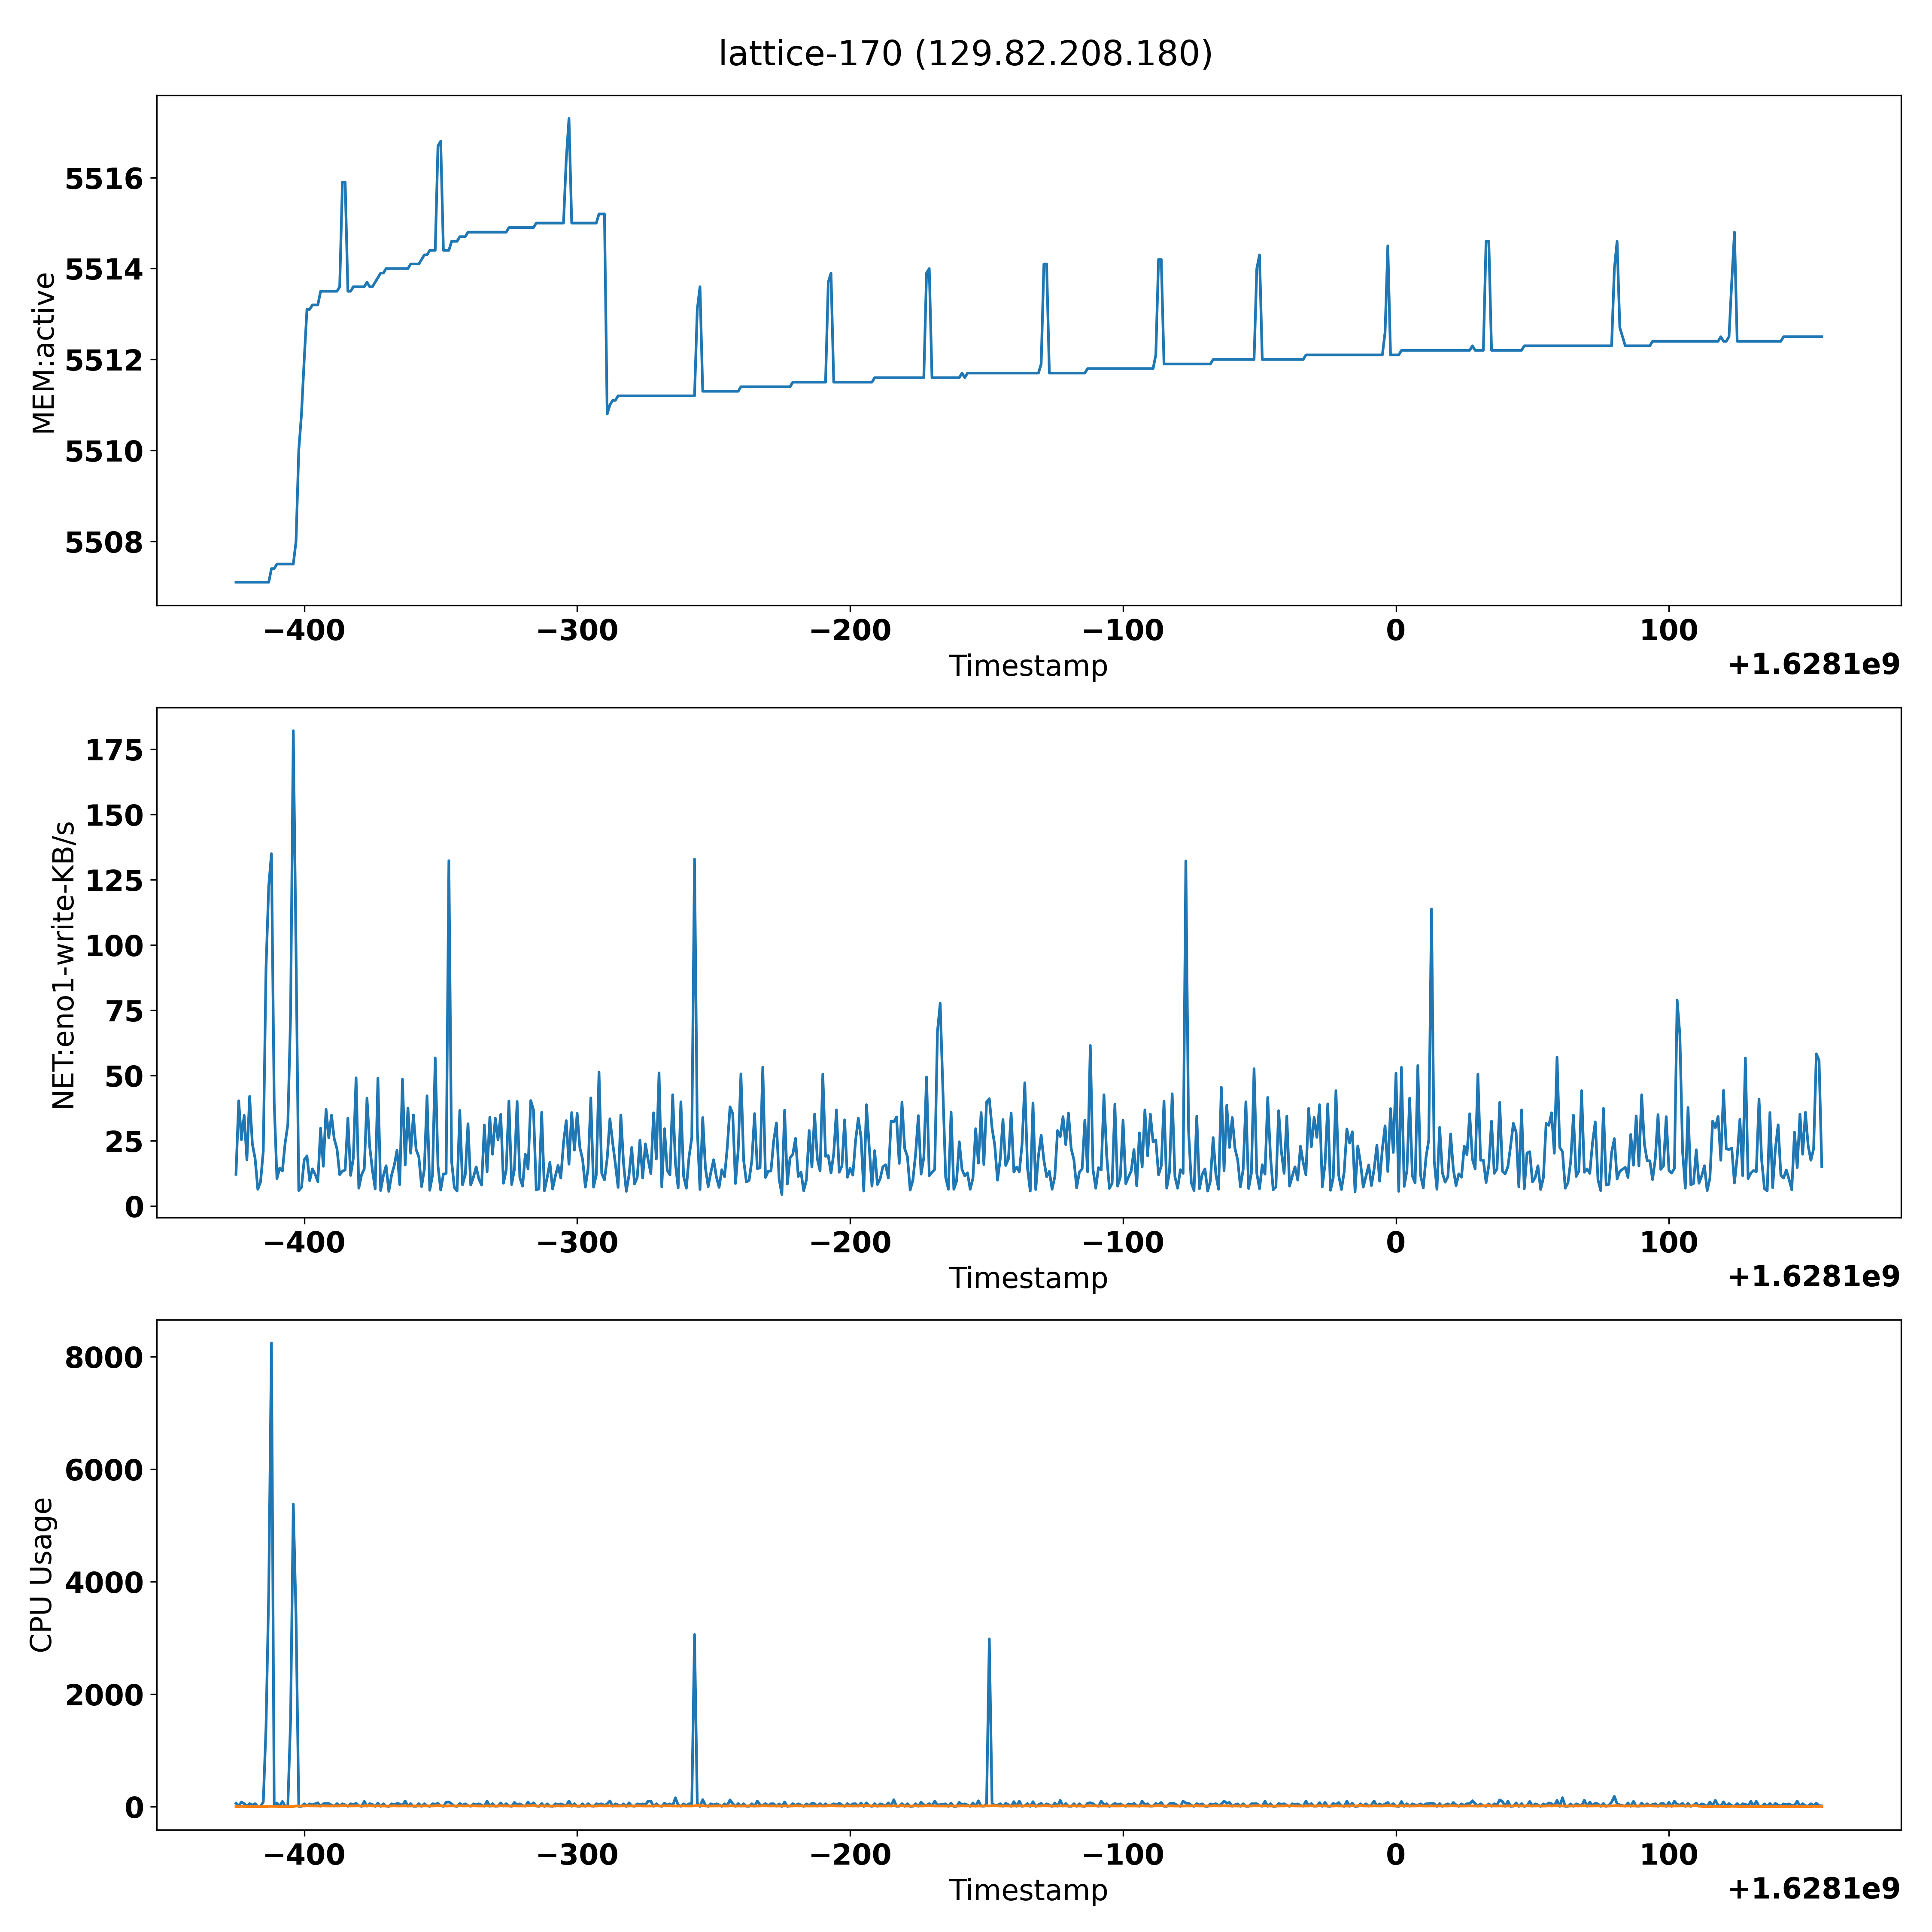 lattice-170 (129.82.208.180)
MEM:active
5516
5514
5512
5510
5508
−400 −300 −200 −100 0 100
Timestamp
+1.6281e9
NET:eno1-write-KB/s
175
150
125
100
75
50
25
0
−400 −300 −200 −100 0 100
Timestamp
+1.6281e9
CPU Usage
8000
6000
4000
2000
0
−400 −300 −200 −100 0 100
Timestamp
+1.6281e9